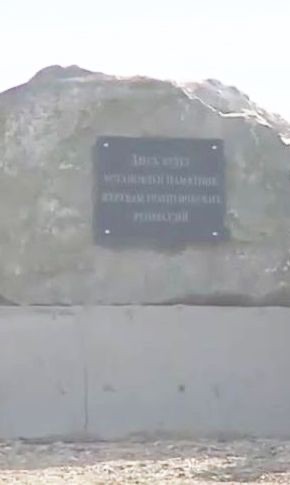 Здесь будет
установлен памятник
жертвам политических
репрессий